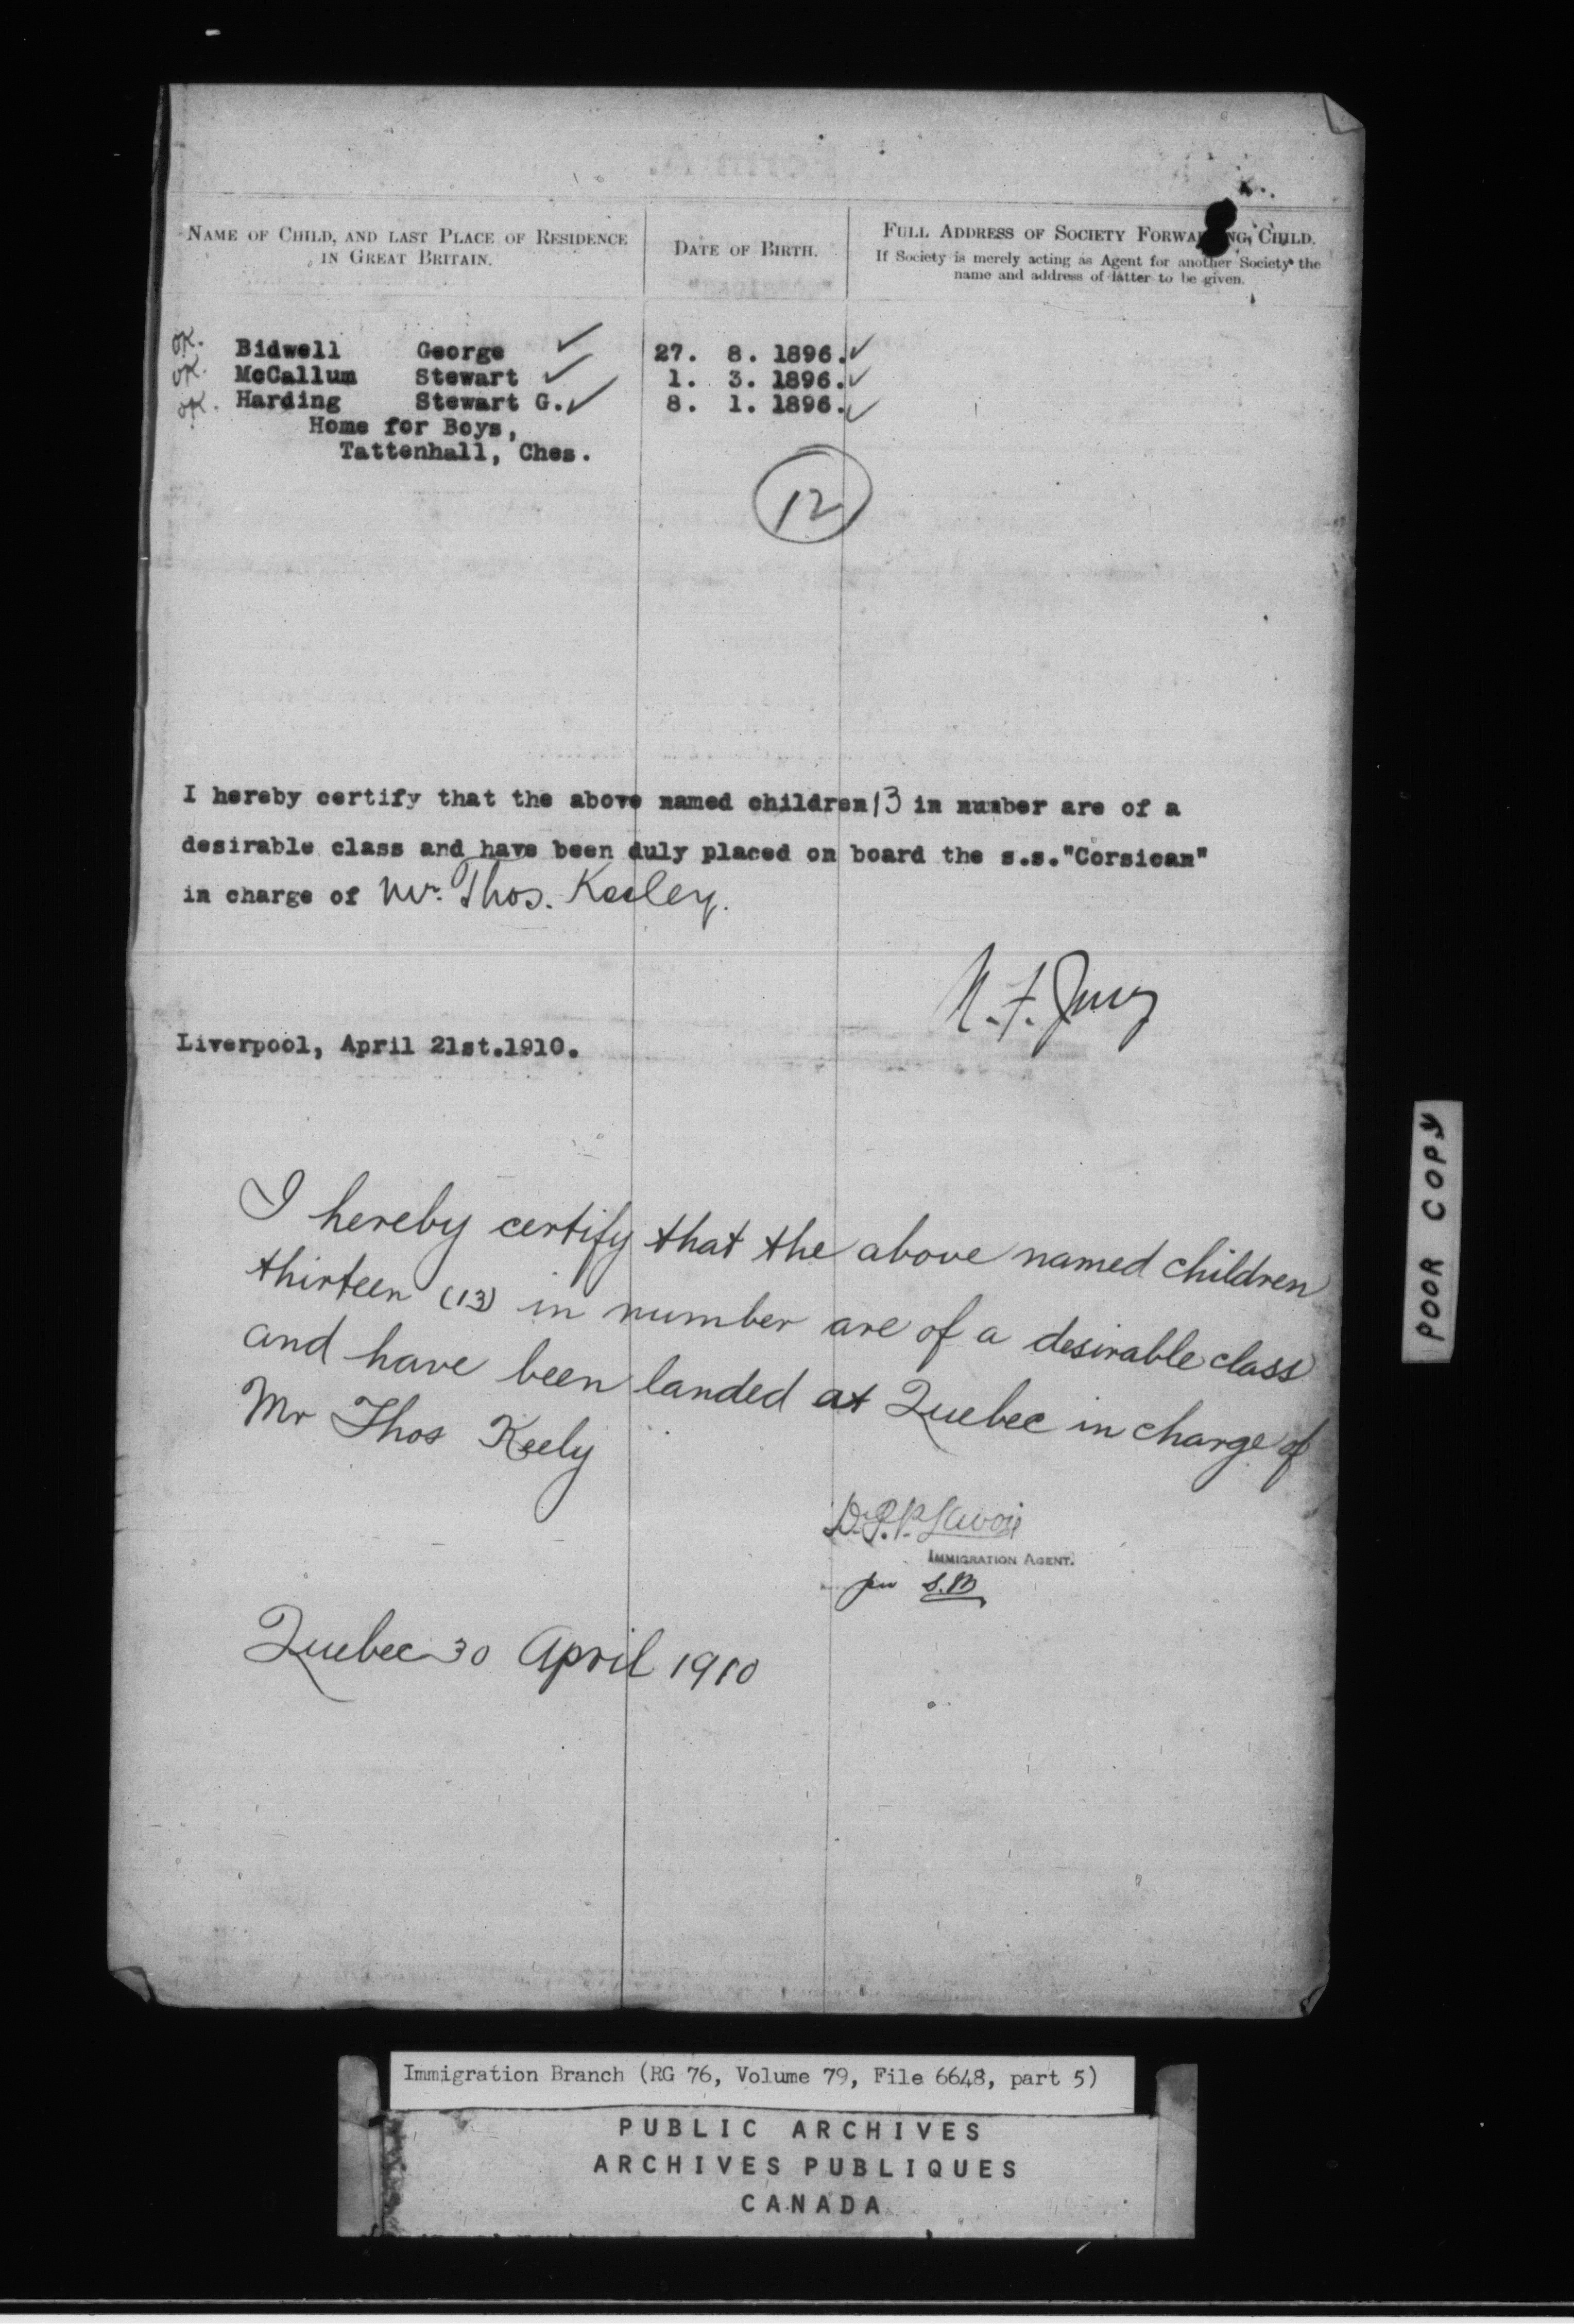 NAME OF CHILD, AND LAST PLACE OF RESIDENCE
IN GREAT BRITAIN.
DATE OF BIRTH.
FULL ADDRESS OF SOCIETY FORWARDING CHILD.
If Society is merely acting as Agent for another Society the
name and address of latter to be given.
OK. Bidwell George ✓ 27. 8. 1896. ✓
OK. McCallum Stewart ✓ 1. 3. 1896. ✓
OK. Harding Stewart G. ✓ 8. 1. 1896. ✓
Home for Boys,
Tattenhall, Ches.
12
I hereby certify that the above named children 13 in number are of a
desirable class and have been duly placed on board the s.s."Corsican"
in charge of Mr. Thos. Keeley.
Liverpool, April 21st.1910.
I hereby certify that the above named children
thirteen (13) in number are of a desirable class
and have been landed at Quebec in charge of
Mr Thos Keely
IMMIGRATION AGENT.
per S.M
Quebec 30 April 1910
POOR COPY
Immigration Branch (RG 76, Volume 79, File 6648, part 5)
PUBLIC ARCHIVES
ARCHIVES PUBLIQUES
CANADA